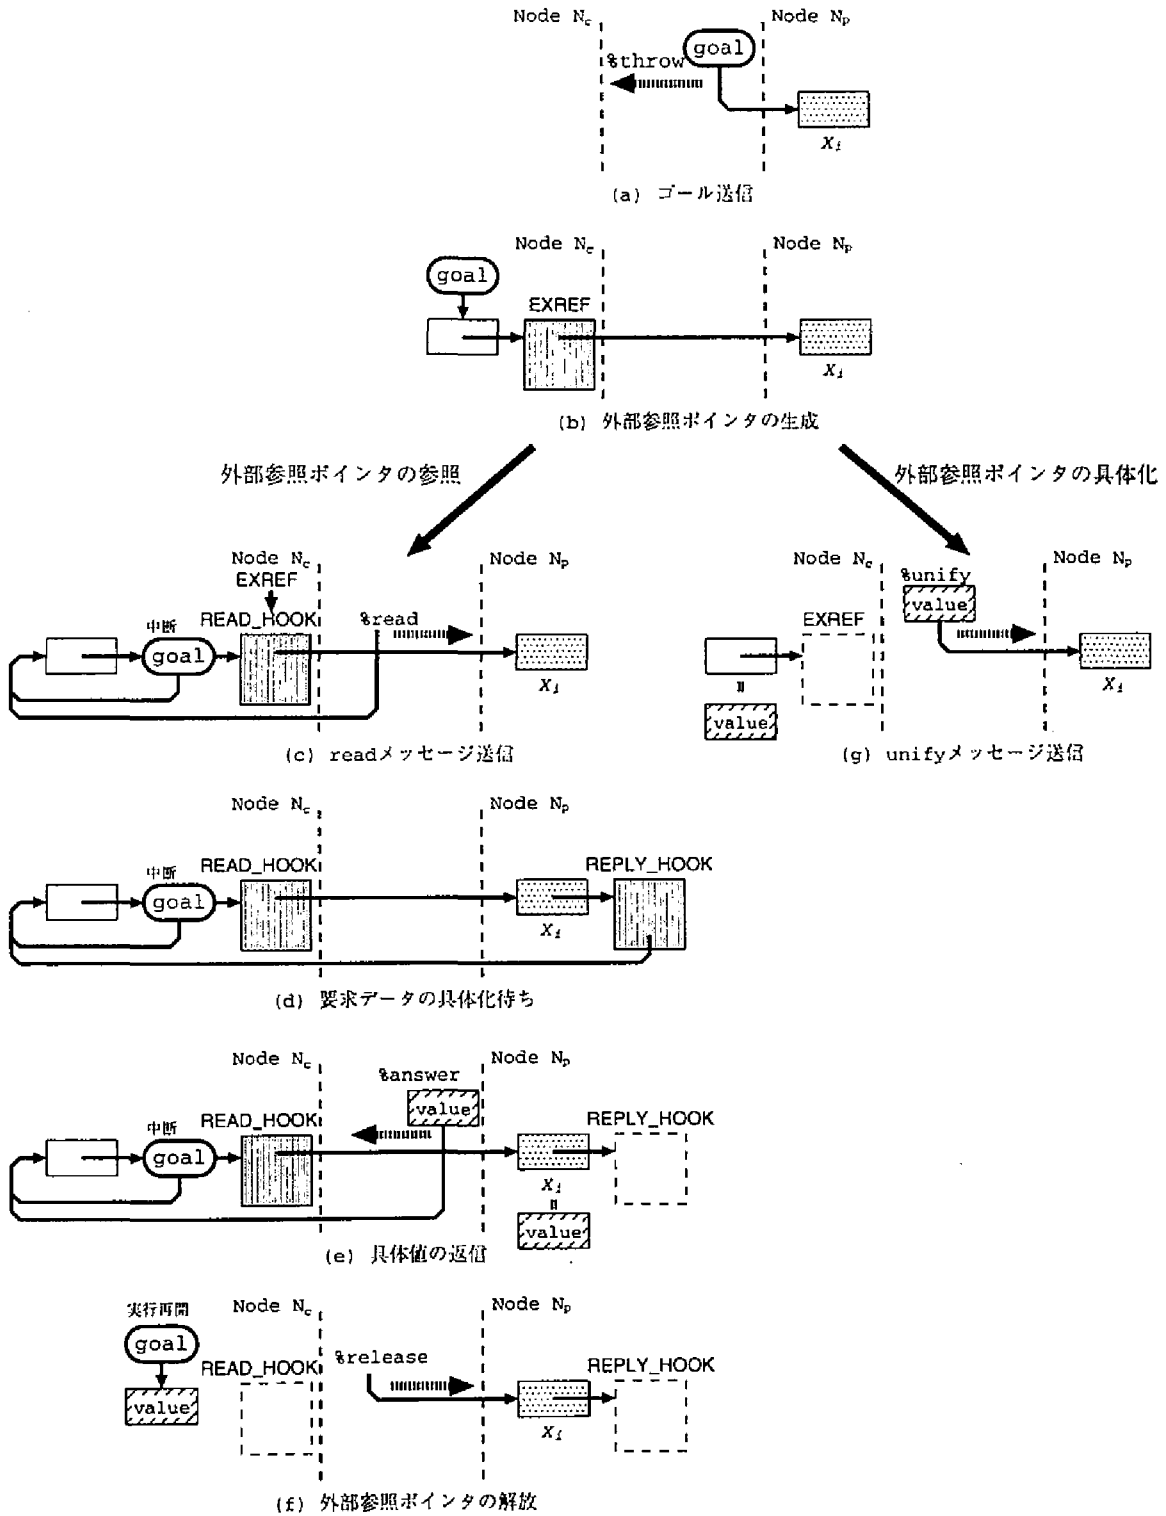 Node Nc Node Np
%throw goal
Xi
(a) ゴール送信
Node Nc Node Np
goal
EXREF
Xi
(b) 外部参照ポインタの生成
外部参照ポインタの参照 外部参照ポインタの具体化
Node Nc Node Np
EXREF
中断 READ_HOOK %read
goal
Xi
(c) readメッセージ送信
Node Nc Node Np
%unify
value
EXREF
Xi
=
value
(g) unifyメッセージ送信
Node Nc Node Np
中断 READ_HOOK REPLY_HOOK
goal
Xi
(d) 要求データの具体化待ち
Node Nc Node Np
%answer
value
中断 READ_HOOK REPLY_HOOK
goal
Xi
=
value
(e) 具体値の返信
実行再開 Node Nc Node Np
goal
READ_HOOK %release REPLY_HOOK
value
Xi
(f) 外部参照ポインタの解放